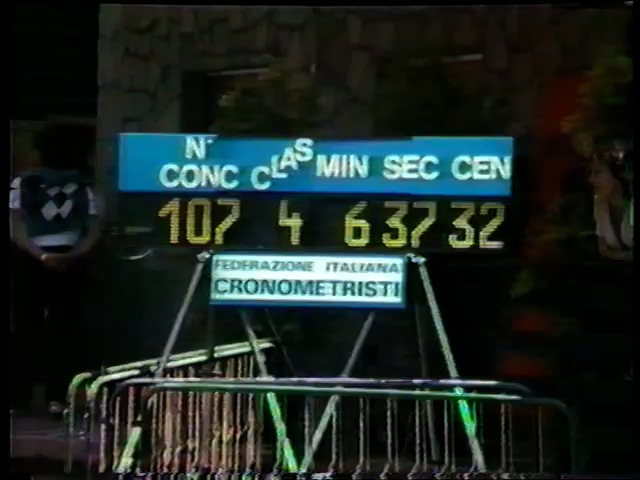 N° CLAS MIN SEC CEN
CONC
107 4 6 37 32
FEDERAZIONE ITALIANA
CRONOMETRISTI